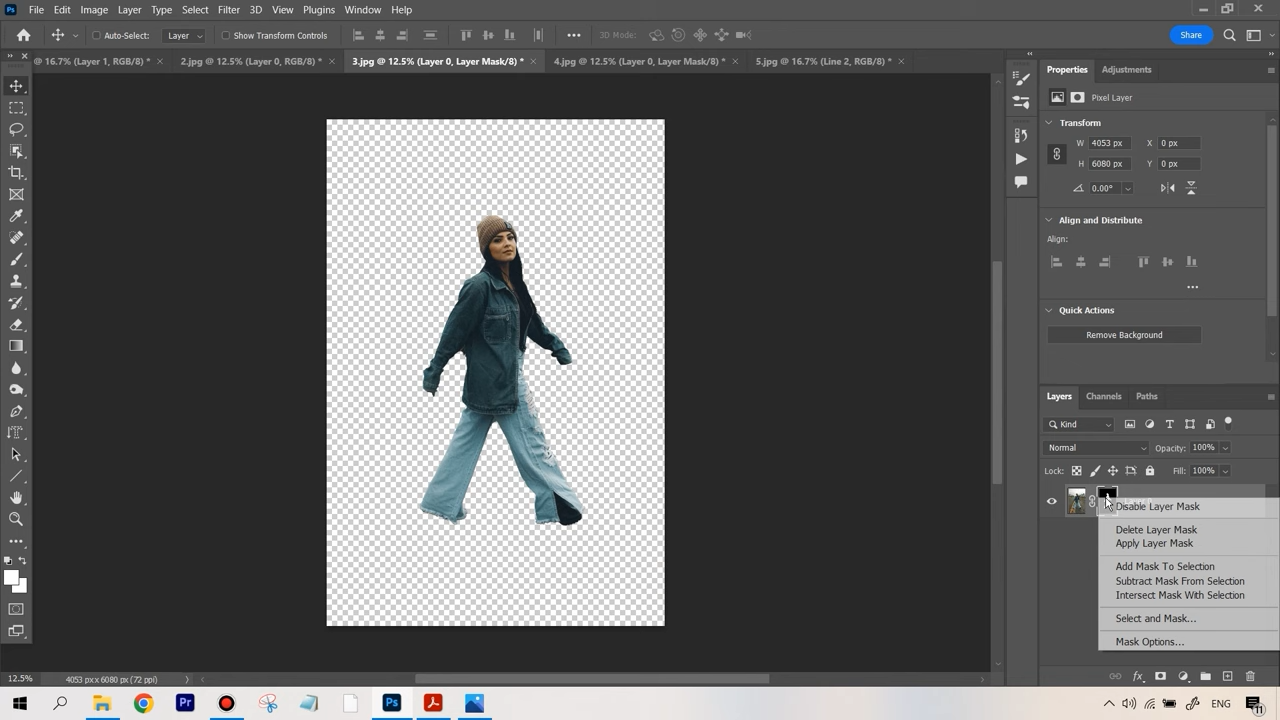 Ps File Edit Image Layer Type Select Filter 3D View Plugins Window Help
Auto-Select: Layer Show Transform Controls 3D Mode: Share
@ 16.7% (Layer 1, RGB/8) * × 2.jpg @ 12.5% (Layer 0, RGB/8) * × 3.jpg @ 12.5% (Layer 0, Layer Mask/8) * × 4.jpg @ 12.5% (Layer 0, Layer Mask/8) * × 5.jpg @ 16.7% (Line 2, RGB/8) * ×
Properties Adjustments
Pixel Layer
Transform
W 4053 px X 0 px
H 6080 px Y 0 px
0.00°
Align and Distribute
Align:
Quick Actions
Remove Background
Layers Channels Paths
Kind
Normal Opacity: 100%
Lock: Fill: 100%
Disable Layer Mask
Delete Layer Mask
Apply Layer Mask
Add Mask To Selection
Subtract Mask From Selection
Intersect Mask With Selection
Select and Mask...
Mask Options...
12.5% 4053 px x 6080 px (72 ppi)
Pr Ps ENG 11